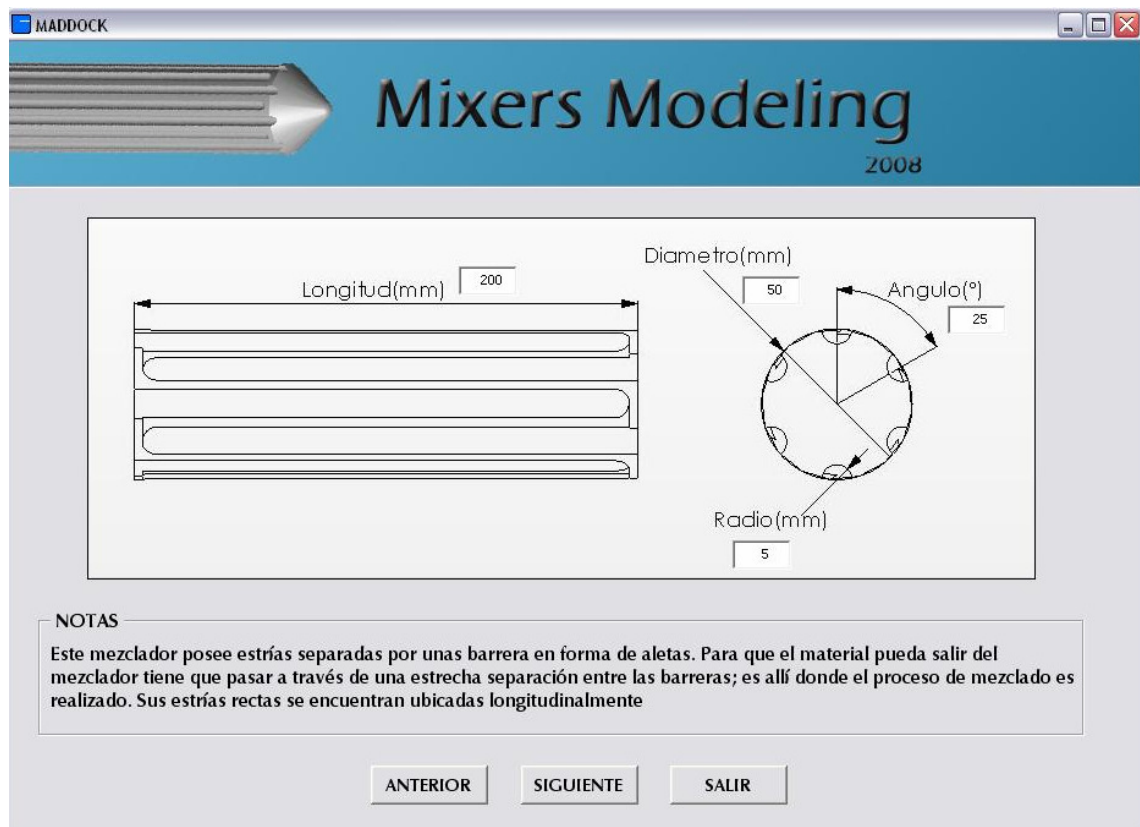 MADDOCK
Mixers Modeling
2008
Longitud(mm) 200
Diametro(mm)
50
Angulo(º)
25
Radio(mm)
5
NOTAS
Este mezclador posee estrías separadas por unas barrera en forma de aletas. Para que el material pueda salir del
mezclador tiene que pasar a través de una estrecha separación entre las barreras; es allí donde el proceso de mezclado es
realizado. Sus estrías rectas se encuentran ubicadas longitudinalmente
ANTERIOR SIGUIENTE SALIR